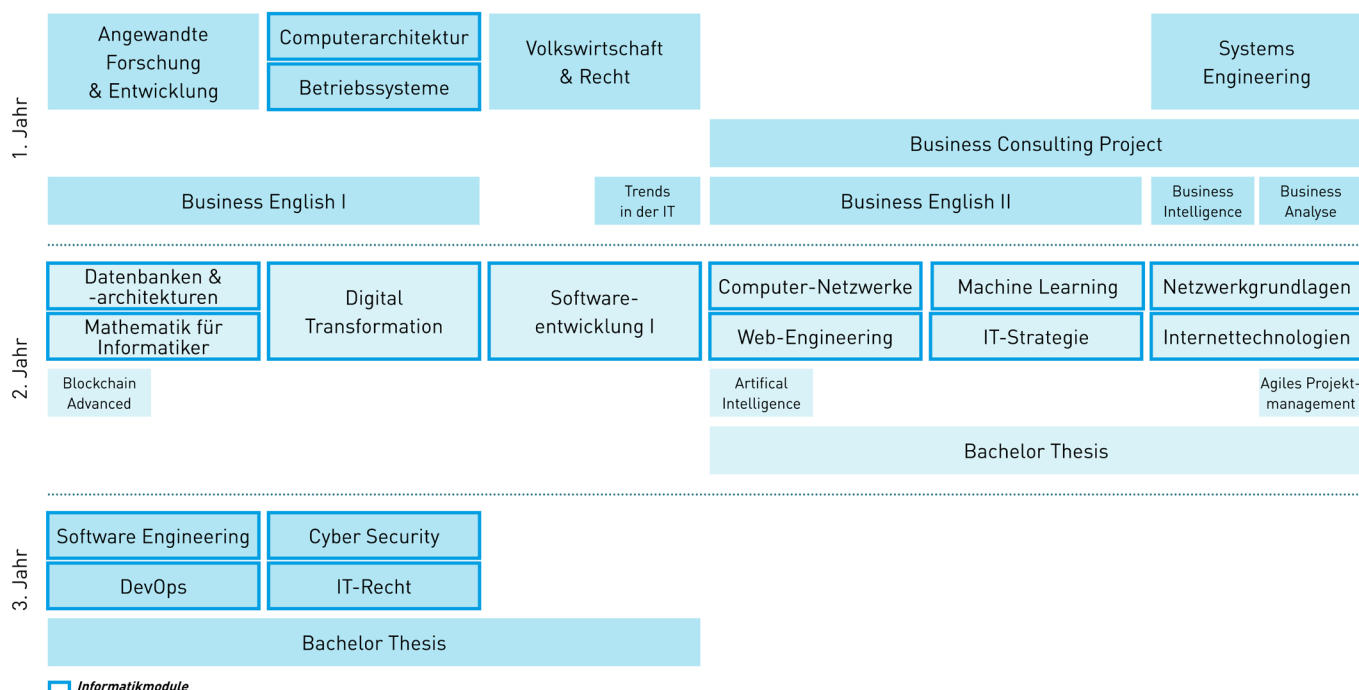 1. Jahr
Angewandte
Forschung
& Entwicklung
Computerarchitektur
Betriebssysteme
Volkswirtschaft
& Recht
Systems
Engineering
Business Consulting Project
Business English I
Trends
in der IT
Business English II
Business
Intelligence
Business
Analyse
2. Jahr
Datenbanken &
-architekturen
Mathematik für
Informatiker
Digital
Transformation
Software-
entwicklung I
Computer-Netzwerke
Web-Engineering
Machine Learning
IT-Strategie
Netzwerkgrundlagen
Internettechnologien
Blockchain
Advanced
Artifical
Intelligence
Agiles Projekt-
management
Bachelor Thesis
3. Jahr
Software Engineering
DevOps
Cyber Security
IT-Recht
Bachelor Thesis
Informatikmodule